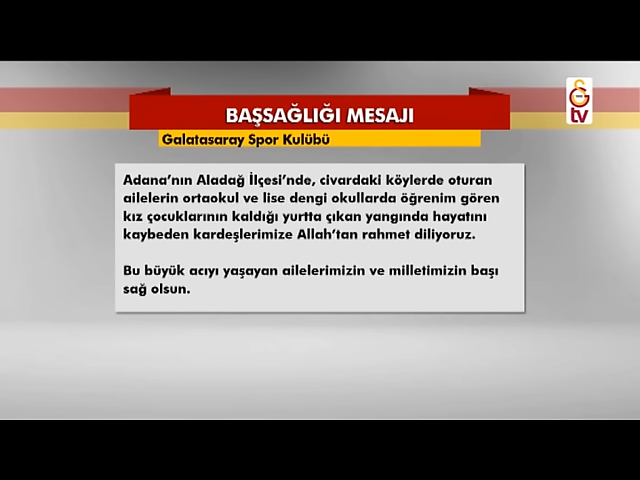 BAŞSAĞLIĞI MESAJI
Galatasaray Spor Kulübü
tv
Adana’nın Aladağ İlçesi’nde, civardaki köylerde oturan
ailelerin ortaokul ve lise dengi okullarda öğrenim gören
kız çocuklarının kaldığı yurtta çıkan yangında hayatını
kaybeden kardeşlerimize Allah’tan rahmet diliyoruz.
Bu büyük acıyı yaşayan ailelerimizin ve milletimizin başı
sağ olsun.